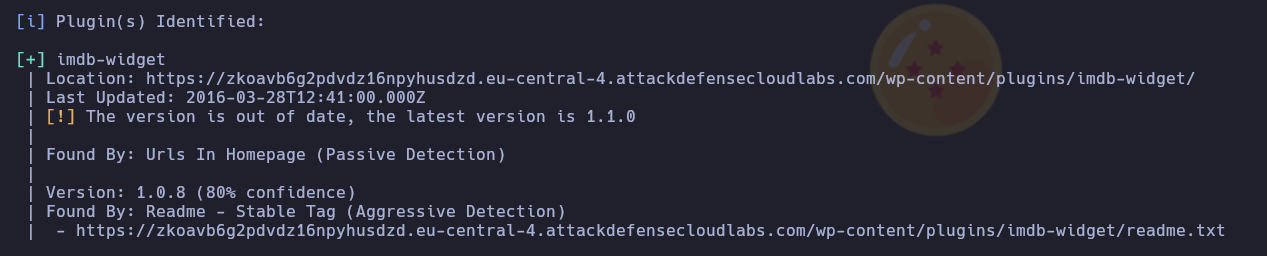 [i] Plugin(s) Identified:
[+] imdb-widget
| Location: https://zkoavb6g2pdvdz16npyhusdzd.eu-central-4.attackdefensecloudlabs.com/wp-content/plugins/imdb-widget/
| Last Updated: 2016-03-28T12:41:00.000Z
| [!] The version is out of date, the latest version is 1.1.0
|
| Found By: Urls In Homepage (Passive Detection)
|
| Version: 1.0.8 (80% confidence)
| Found By: Readme - Stable Tag (Aggressive Detection)
|  - https://zkoavb6g2pdvdz16npyhusdzd.eu-central-4.attackdefensecloudlabs.com/wp-content/plugins/imdb-widget/readme.txt